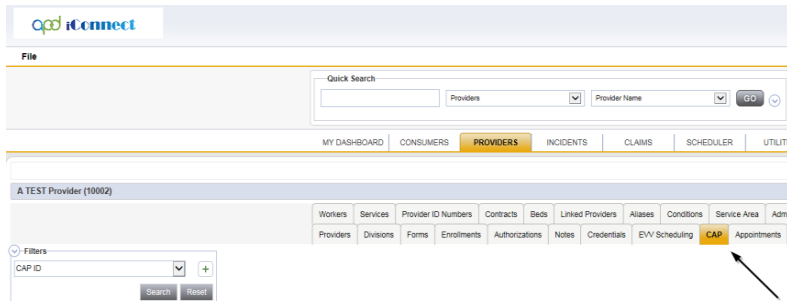 apd iConnect
File
Quick Search
Providers Provider Name GO
MY DASHBOARD CONSUMERS PROVIDERS INCIDENTS CLAIMS SCHEDULER UTILIT
A TEST Provider (10002)
Workers Services Provider ID Numbers Contracts Beds Linked Providers Aliases Conditions Service Area Adm
Providers Divisions Forms Enrollments Authorizations Notes Credentials EVV Scheduling CAP Appointments
Filters
CAP ID
Search Reset